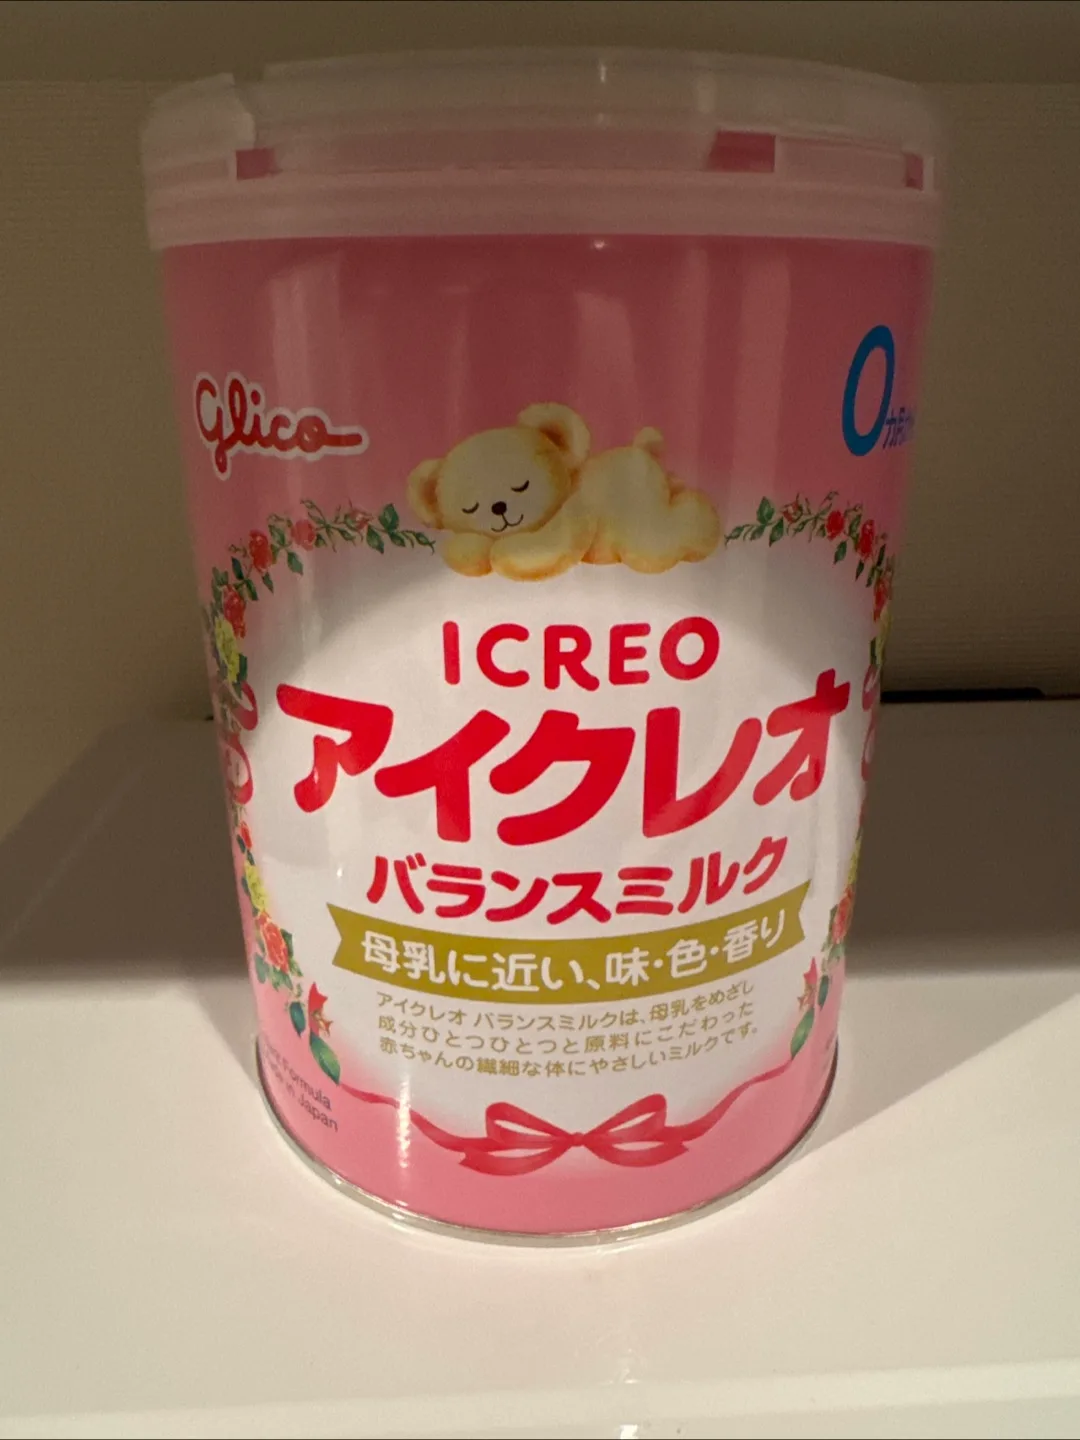 Glico
0ヵ月
ICREO
アイクレオ
バランスミルク
母乳に近い、味・色・香り
アイクレオ バランスミルクは、母乳をめざし
成分ひとつひとつと原料にこだわった
赤ちゃんの繊細な体にやさしいミルクです。
Formula
in Japan